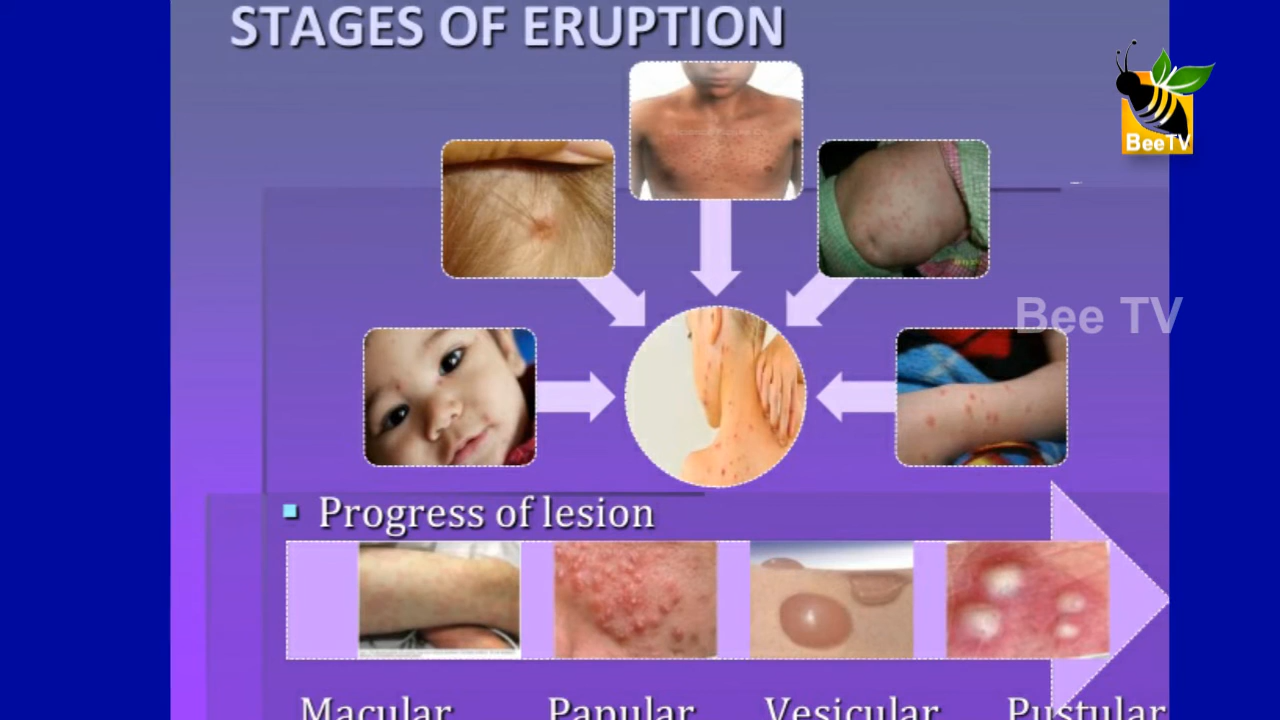 STAGES OF ERUPTION
BeeTV
Bee TV
▪ Progress of lesion
Macular Papular Vesicular Pustular